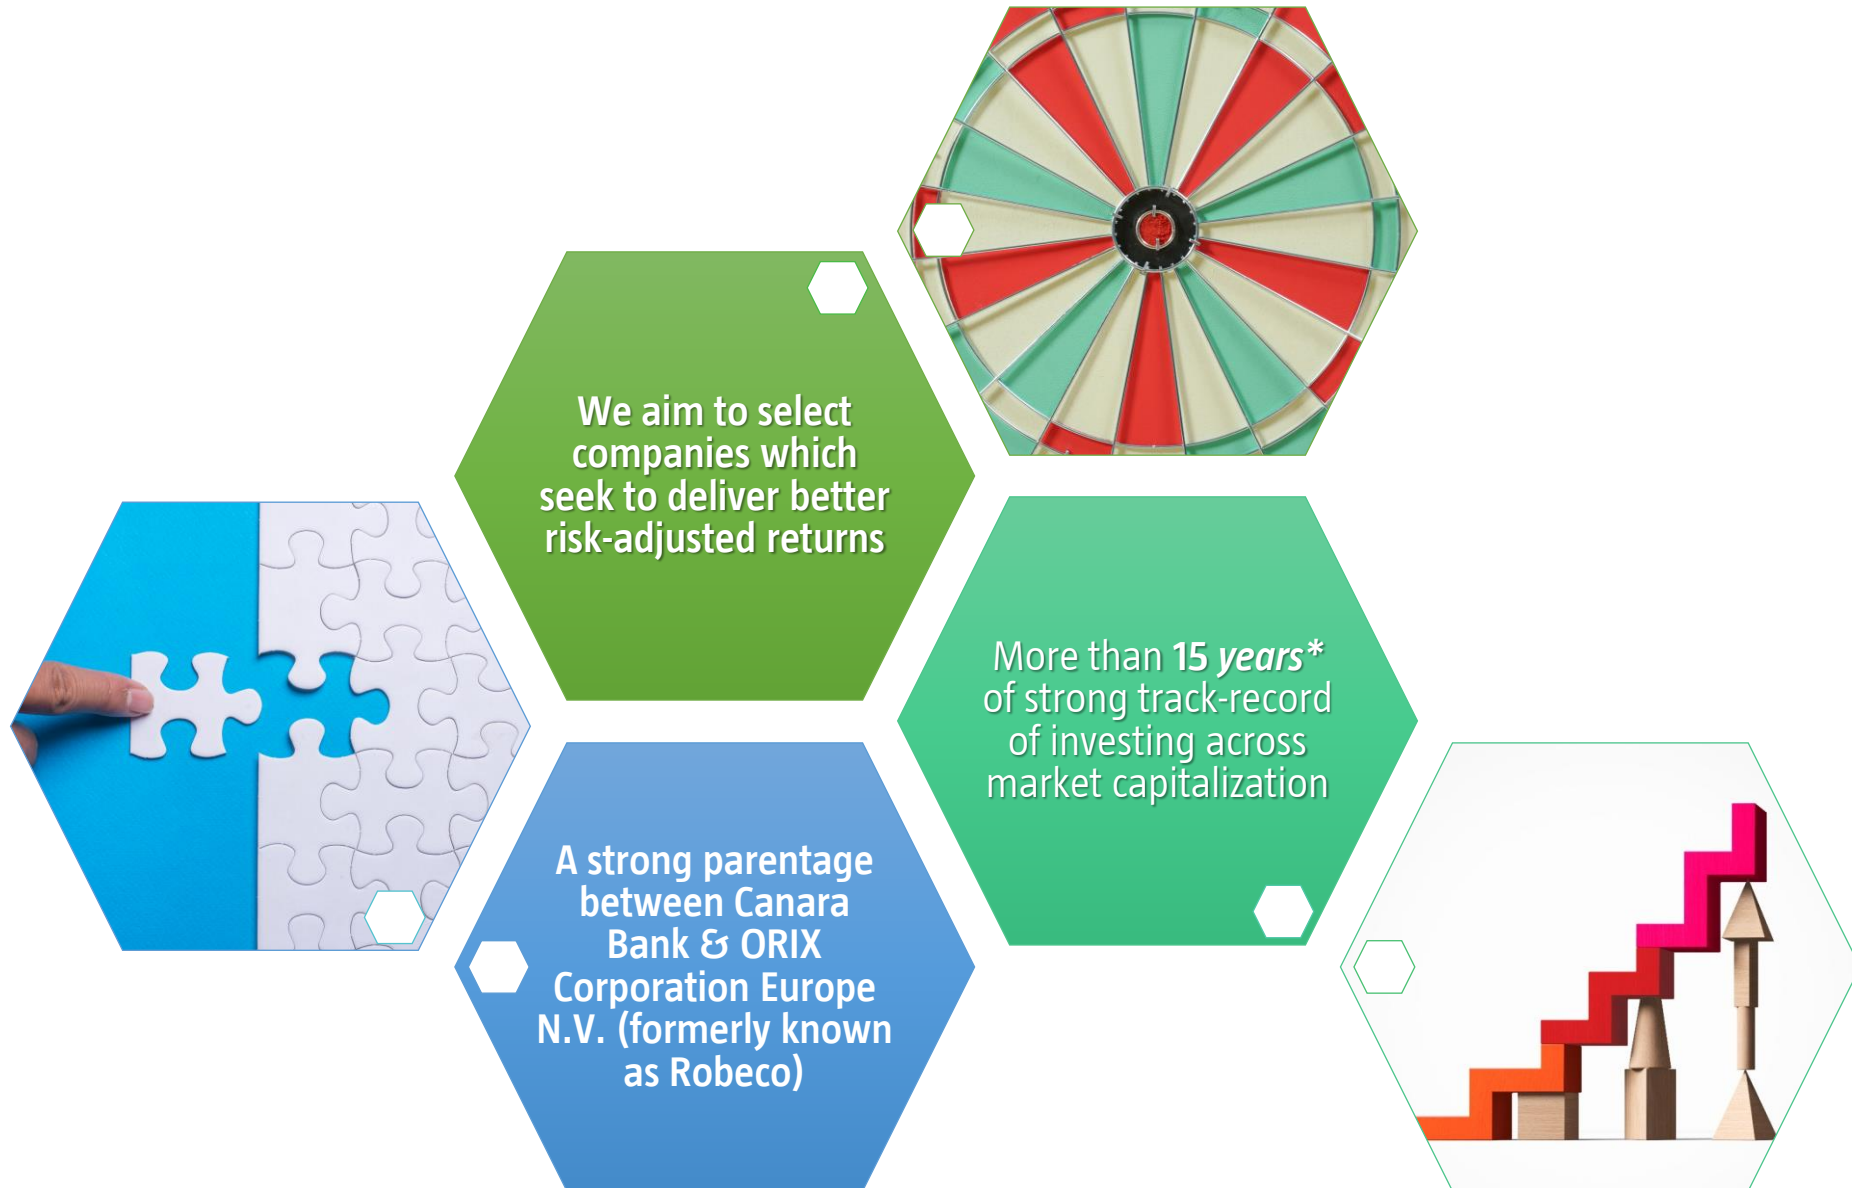 We aim to select
companies which
seek to deliver better
risk-adjusted returns
More than 15 years*
of strong track-record
of investing across
market capitalization
A strong parentage
between Canara
Bank & ORIX
Corporation Europe
N.V. (formerly known
as Robeco)